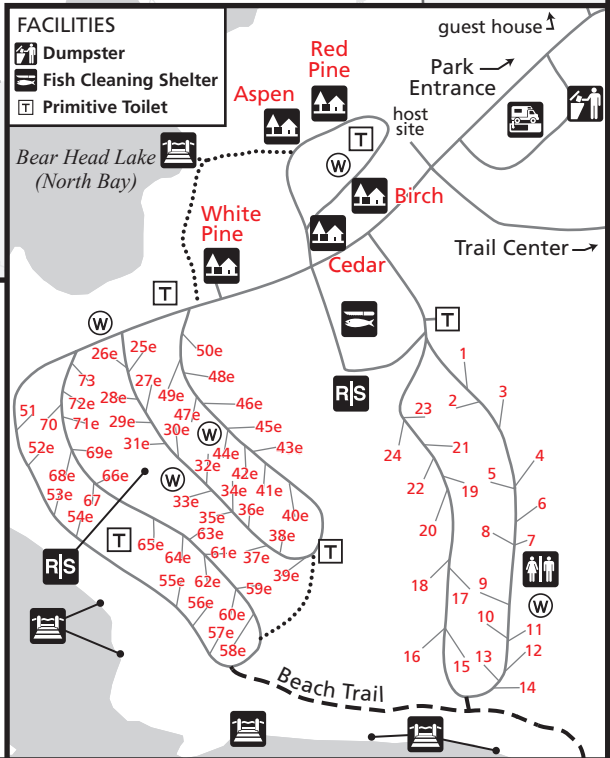 FACILITIES
Dumpster
Fish Cleaning Shelter
T Primitive Toilet
guest house
Park
Entrance
Red
Pine
Aspen
host
site
T
W
Bear Head Lake
(North Bay)
Birch
White
Pine
Cedar
Trail Center
T
T
W
R|S
26e
25e
50e
73
27e
49e
48e
72e
28e
47e
46e
51
70
71e
29e
30e
W
45e
52e
69e
31e
44e
43e
68e
66e
W
32e
42e
53e
67
33e
34e
41e
54e
35e
36e
40e
T
65e
63e
38e
T
64e
61e
37e
R|S
55e
62e
39e
56e
59e
60e
57e
58e
1
2
3
23
24
21
4
22
19
5
6
20
8
7
18
17
9
W
10
11
16
15
13
12
14
Beach Trail